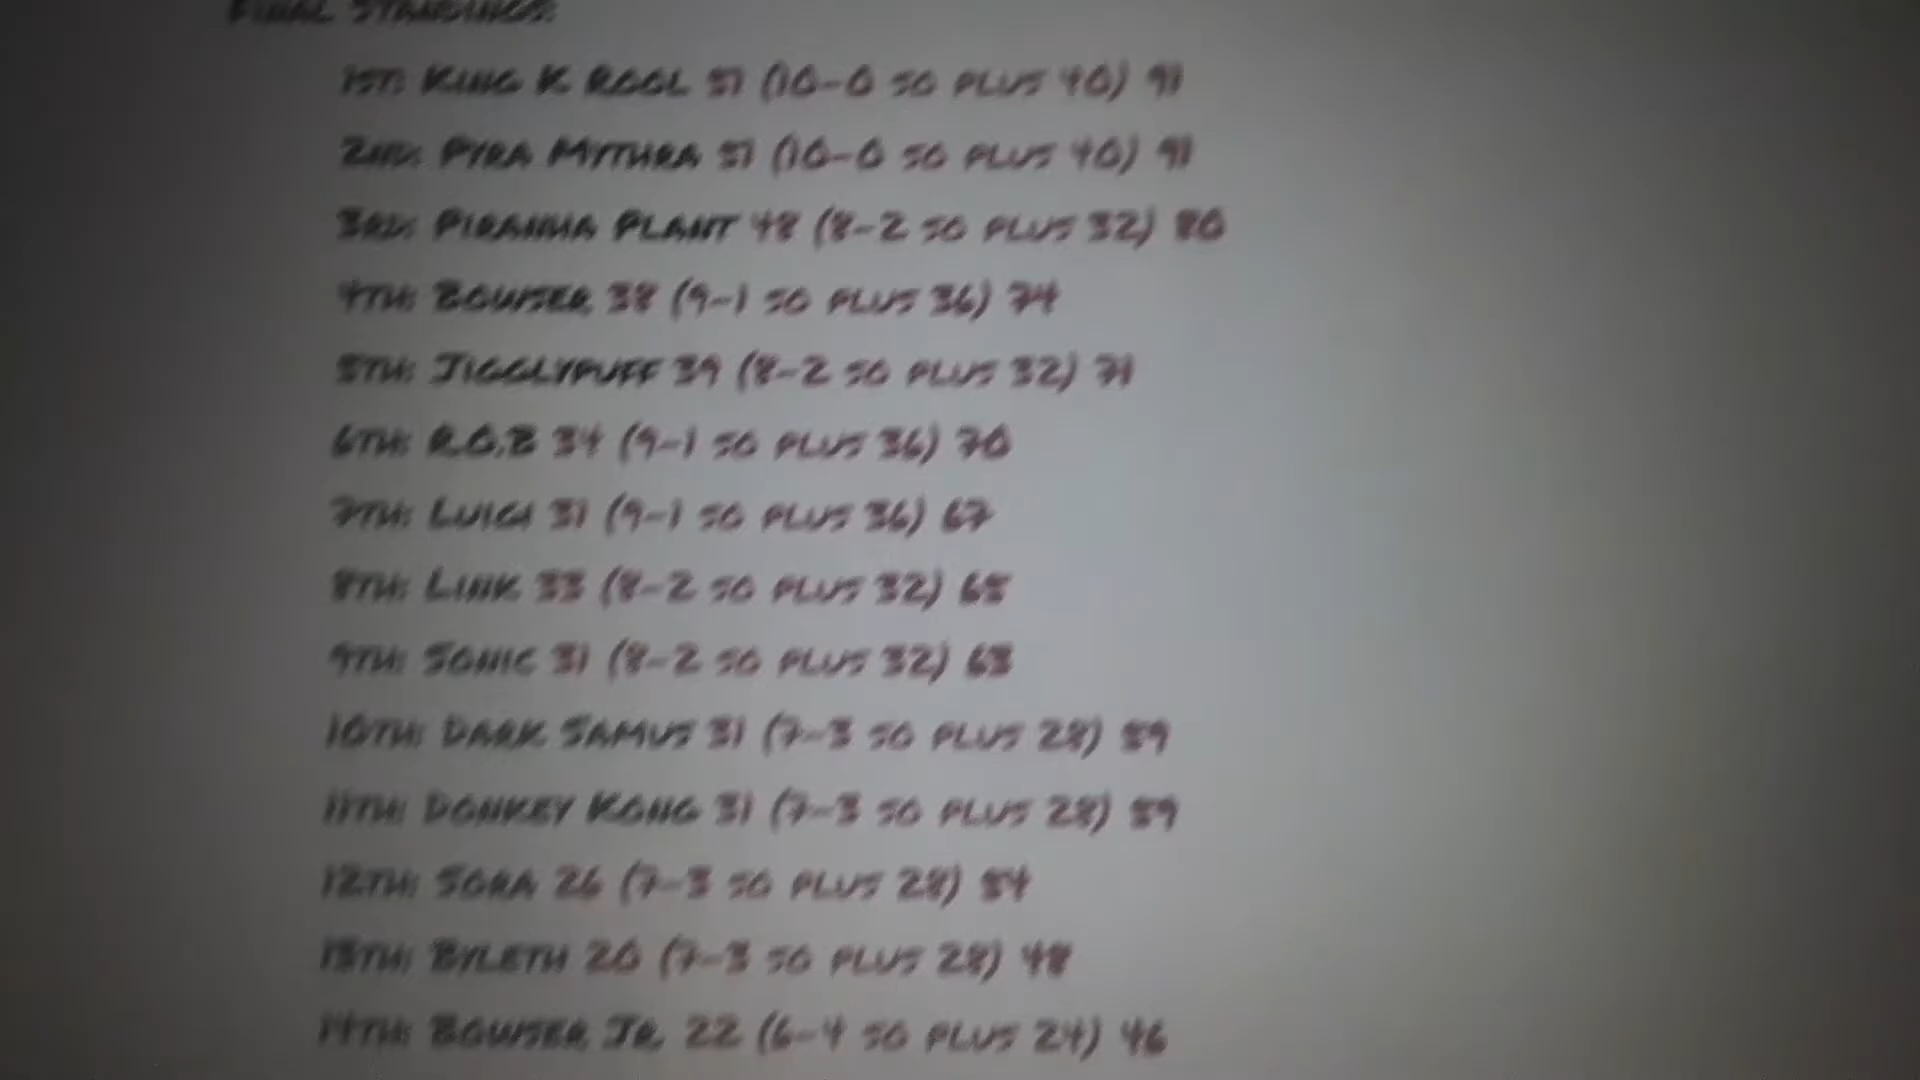 FINAL STANDINGS:
1ST: KING K ROOL 51 (10-0 SO PLUS 40) 91
2ND: PYRA MYTHRA 51 (10-0 SO PLUS 40) 91
3RD: PIRANHA PLANT 48 (8-2 SO PLUS 32) 80
4TH: BOWSER 38 (9-1 SO PLUS 36) 74
5TH: JIGGLYPUFF 39 (8-2 SO PLUS 32) 71
6TH: R.O.B 34 (9-1 SO PLUS 36) 70
7TH: LUIGI 31 (9-1 SO PLUS 36) 67
8TH: LINK 33 (8-2 SO PLUS 32) 65
9TH: SONIC 31 (8-2 SO PLUS 32) 63
10TH: DARK SAMUS 31 (7-3 SO PLUS 28) 59
11TH: DONKEY KONG 31 (7-3 SO PLUS 28) 59
12TH: SORA 26 (7-3 SO PLUS 28) 54
13TH: BYLETH 20 (7-3 SO PLUS 28) 48
14TH: BOWSER JR. 22 (6-4 SO PLUS 24) 46